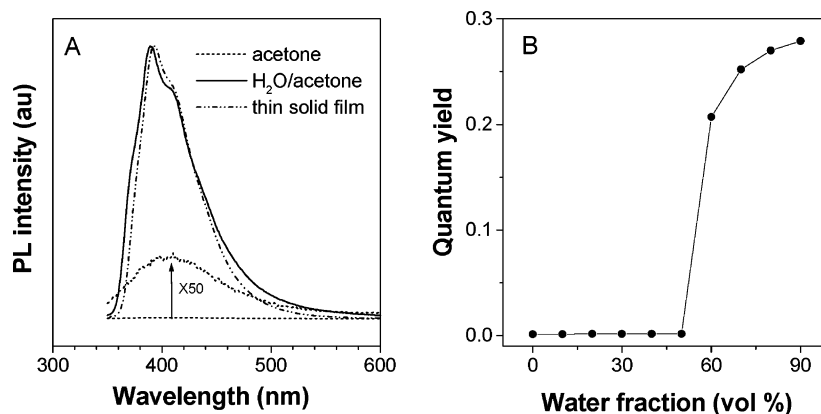 A
acetone
H₂O/acetone
thin solid film
X50
PL intensity (au)
300 400 500 600
Wavelength (nm)
B
Quantum yield
0.3
0.2
0.1
0.0
0 30 60 90
Water fraction (vol %)